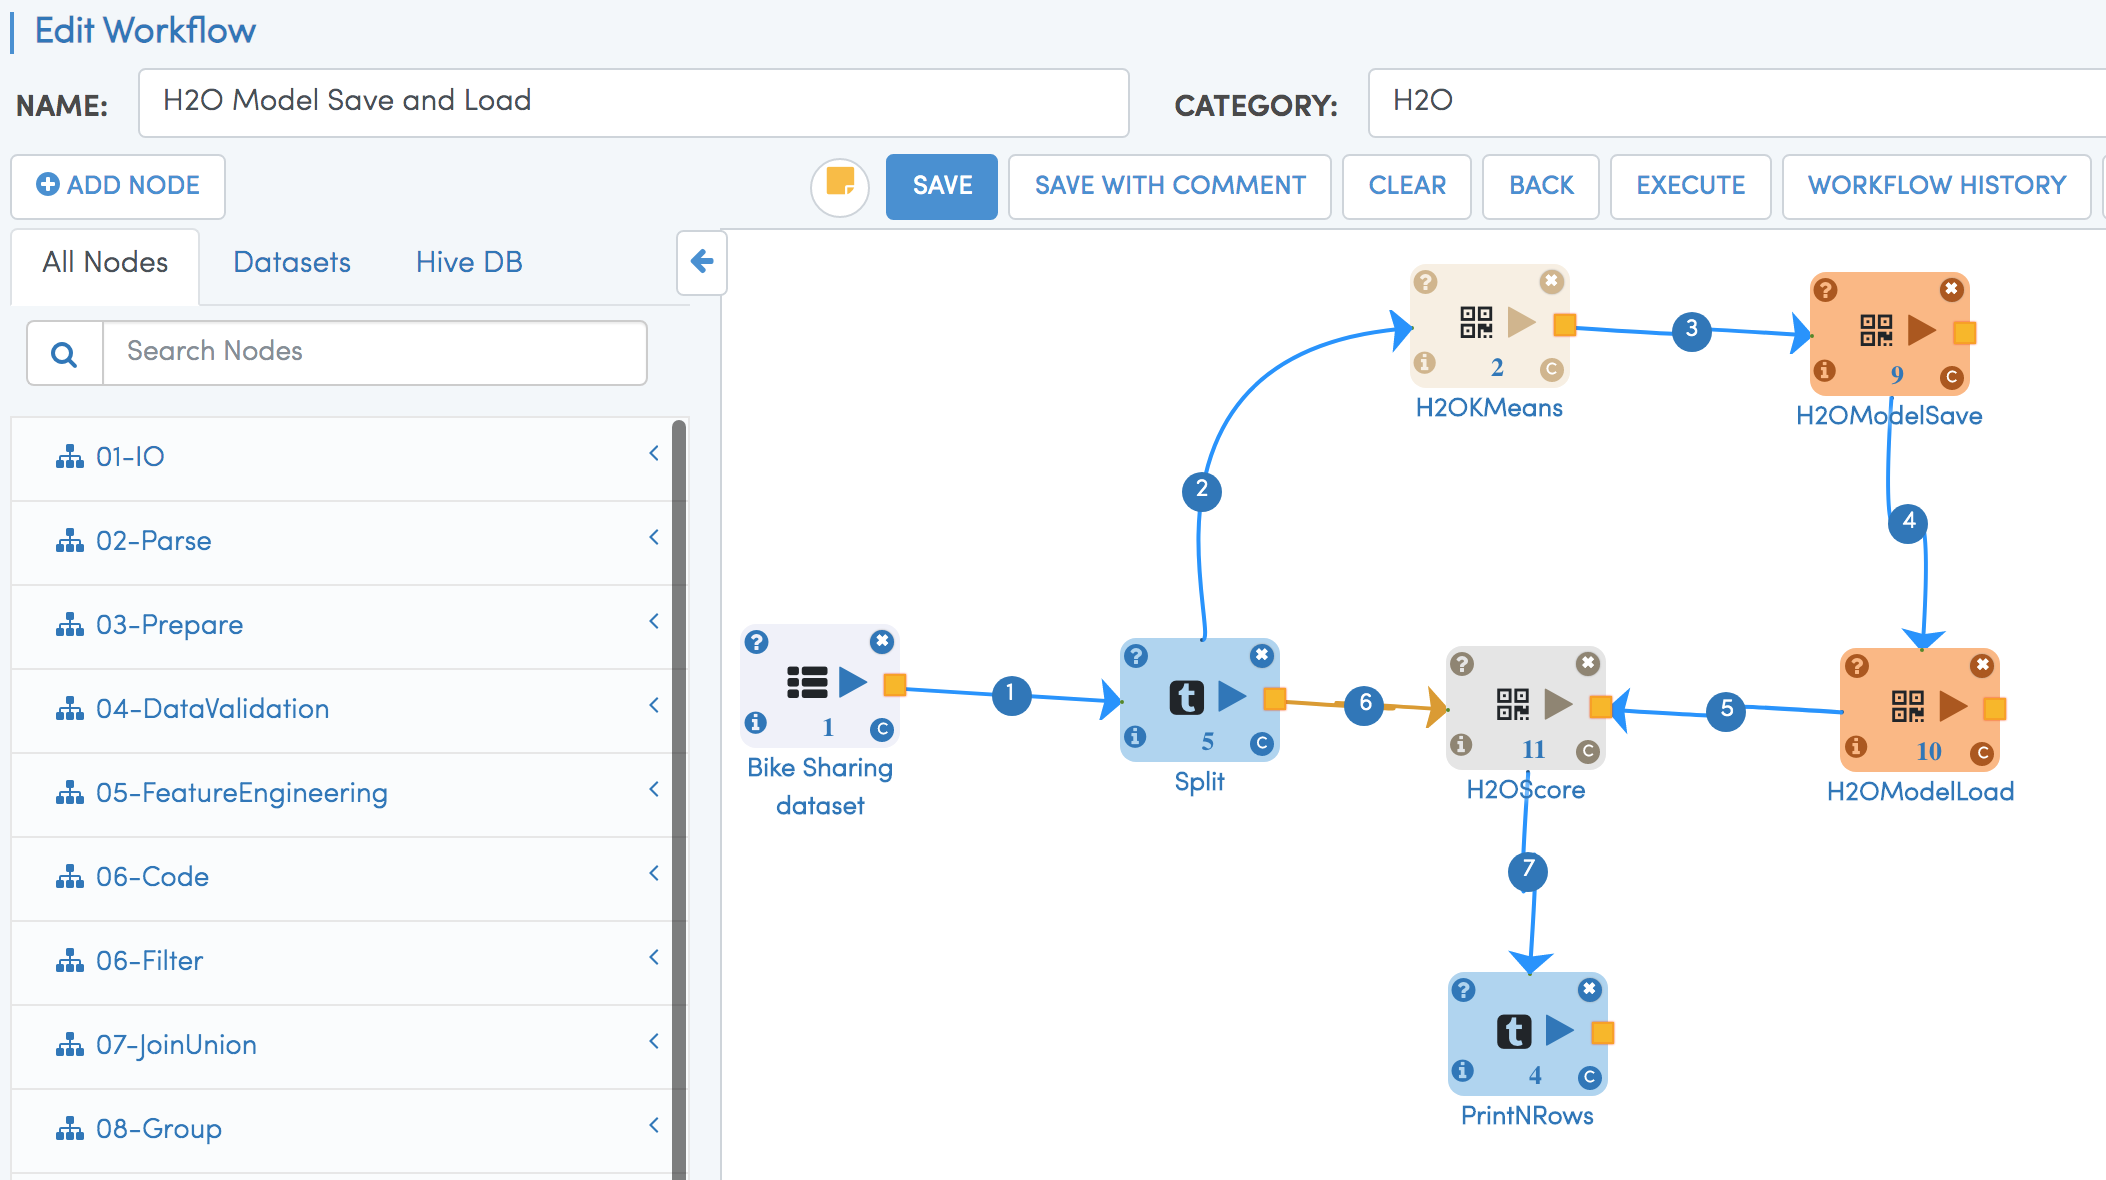 Edit Workflow
NAME: H2O Model Save and Load CATEGORY: H2O
ADD NODE SAVE SAVE WITH COMMENT CLEAR BACK EXECUTE WORKFLOW HISTORY
All Nodes Datasets Hive DB
Search Nodes
01-IO
02-Parse
03-Prepare
04-DataValidation
05-FeatureEngineering
06-Code
06-Filter
07-JoinUnion
08-Group
? i 2 C
H2OKMeans
3
? i 9 C
H2OModelSave
2
4
? i 1 C
Bike Sharing
dataset
1
? t i 5 C
Split
6
? i 11 C
H2OScore
5
? i 10 C
H2OModelLoad
7
? t i 4 C
PrintNRows